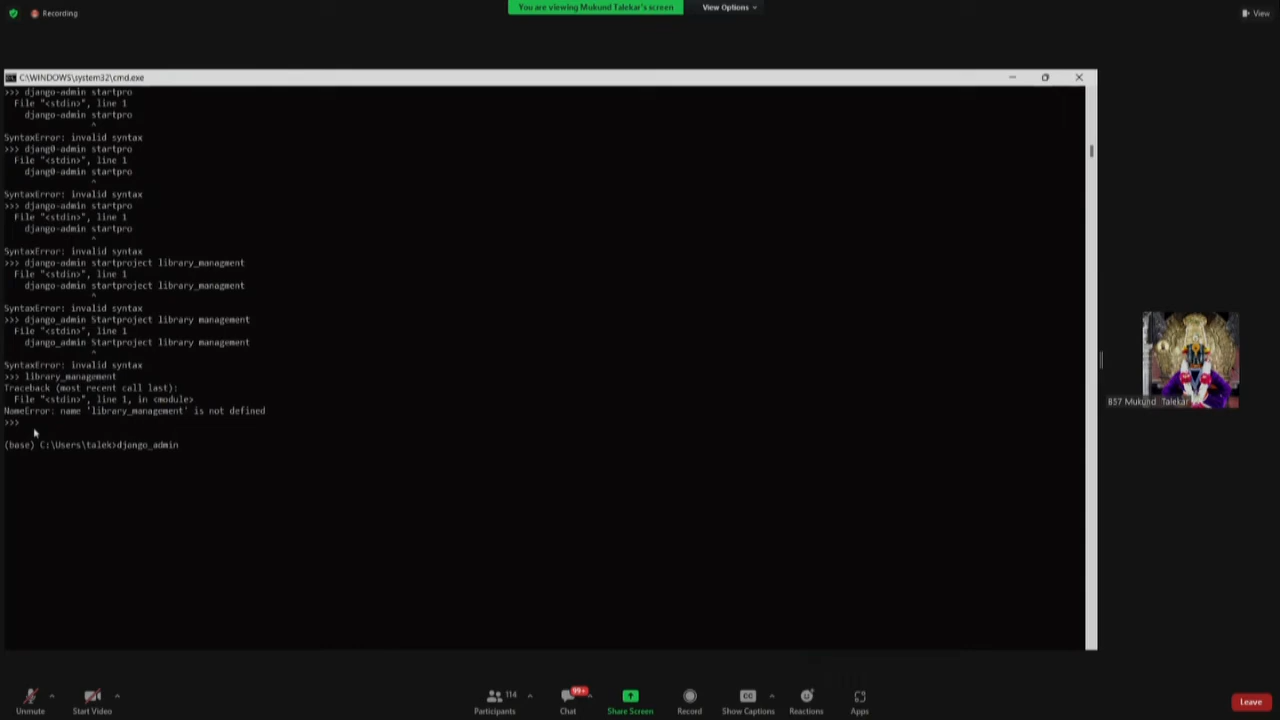 Recording
You are viewing Mukund Talekar's screen
View Options
View
C:\WINDOWS\system32\cmd.exe
>>> django-admin startpro
File "<stdin>", line 1
django-admin startpro
^
SyntaxError: invalid syntax
>>> djang0-admin startpro
File "<stdin>", line 1
djang0-admin startpro
^
SyntaxError: invalid syntax
>>> django-admin startpro
File "<stdin>", line 1
django-admin startpro
^
SyntaxError: invalid syntax
>>> django-admin startproject library_managment
File "<stdin>", line 1
django-admin startproject library_managment
^
SyntaxError: invalid syntax
>>> django_admin Startproject library management
File "<stdin>", line 1
django_admin Startproject library management
^
SyntaxError: invalid syntax
>>> library_management
Traceback (most recent call last):
File "<stdin>", line 1, in <module>
NameError: name 'library_management' is not defined
>>>
(base) C:\Users\talek>django_admin
857 Mukund Talekar
Unmute
Start Video
Participants
114
Chat
99+
Share Screen
Record
CC
Show Captions
Reactions
Apps
Leave